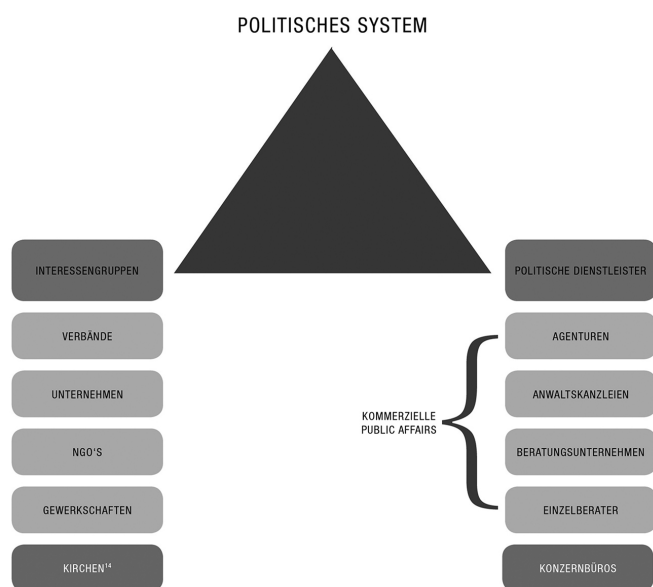 POLITISCHES SYSTEM
INTERESSENGRUPPEN
VERBÄNDE
UNTERNEHMEN
NGO'S
GEWERKSCHAFTEN
KIRCHEN¹⁴
KOMMERZIELLE
PUBLIC AFFAIRS
POLITISCHE DIENSTLEISTER
AGENTUREN
ANWALTSKANZLEIEN
BERATUNGSUNTERNEHMEN
EINZELBERATER
KONZERNBÜROS